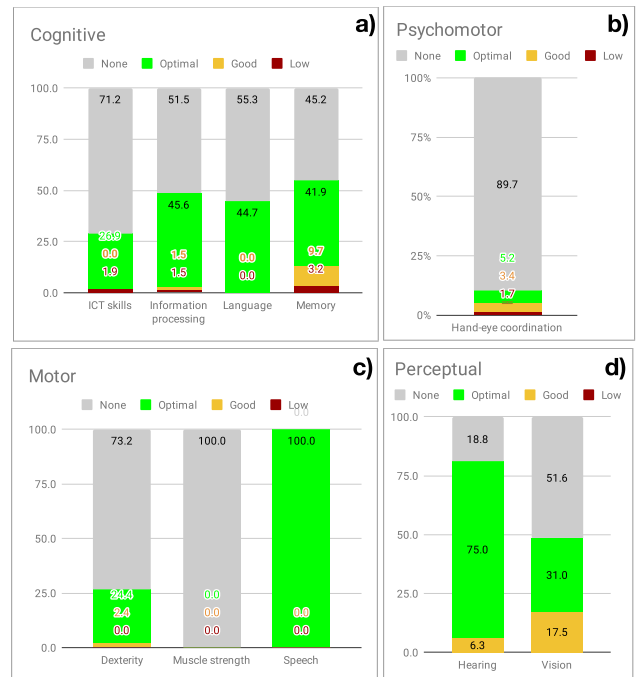 a)
Cognitive
None Optimal Good Low
100.0 71.2 51.5 55.3 45.2
75.0
50.0 45.6 44.7 41.9
25.0 26.9 0.0 1.9 1.5 1.5 0.0 0.0 9.7 3.2
0.0
ICT skills Information processing Language Memory
b)
Psychomotor
None Optimal Good Low
100%
75%
50% 89.7
25% 5.2
3.4
1.7
0%
Hand-eye coordination
c)
Motor
None Optimal Good Low
0.0
100.0 73.2 100.0 100.0
75.0
50.0
25.0 24.4 0.0
2.4 0.0 0.0
0.0 0.0 0.0
0.0
Dexterity Muscle strength Speech
d)
Perceptual
None Optimal Good Low
100.0 18.8
75.0 51.6
50.0 75.0
25.0 31.0
17.5
6.3
0.0
Hearing Vision